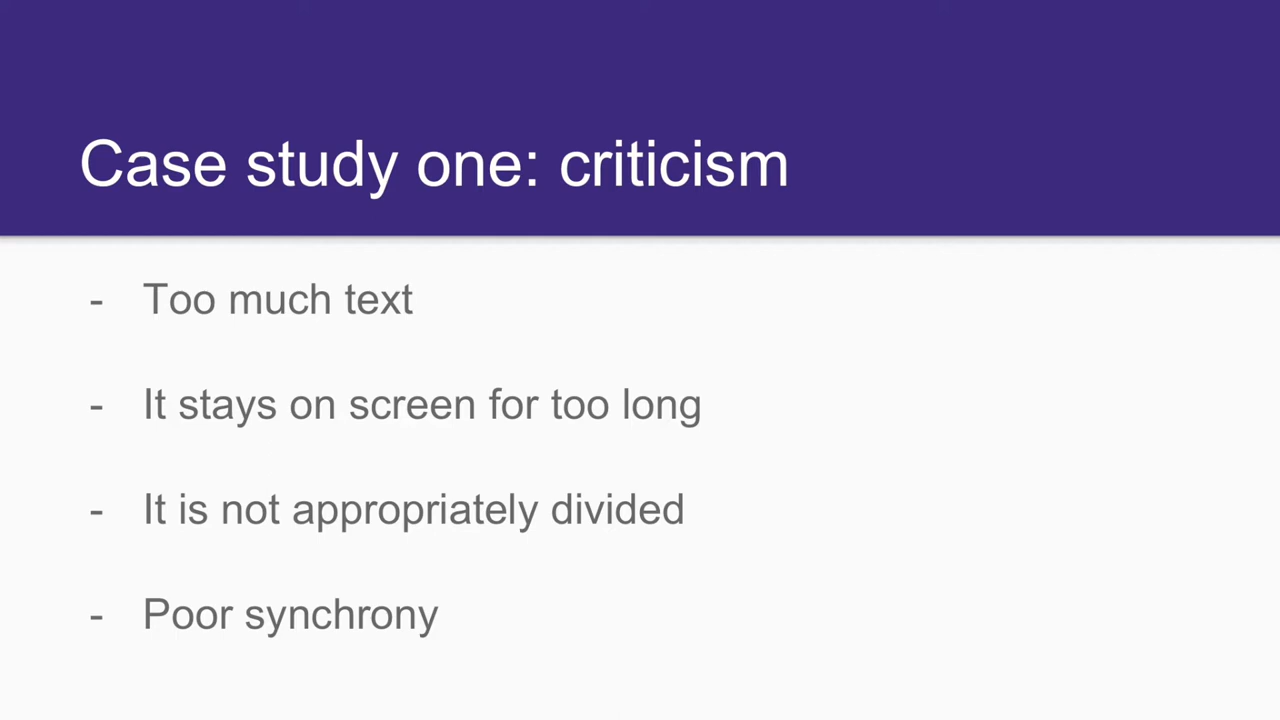 Case study one: criticism
- Too much text
- It stays on screen for too long
- It is not appropriately divided
- Poor synchrony